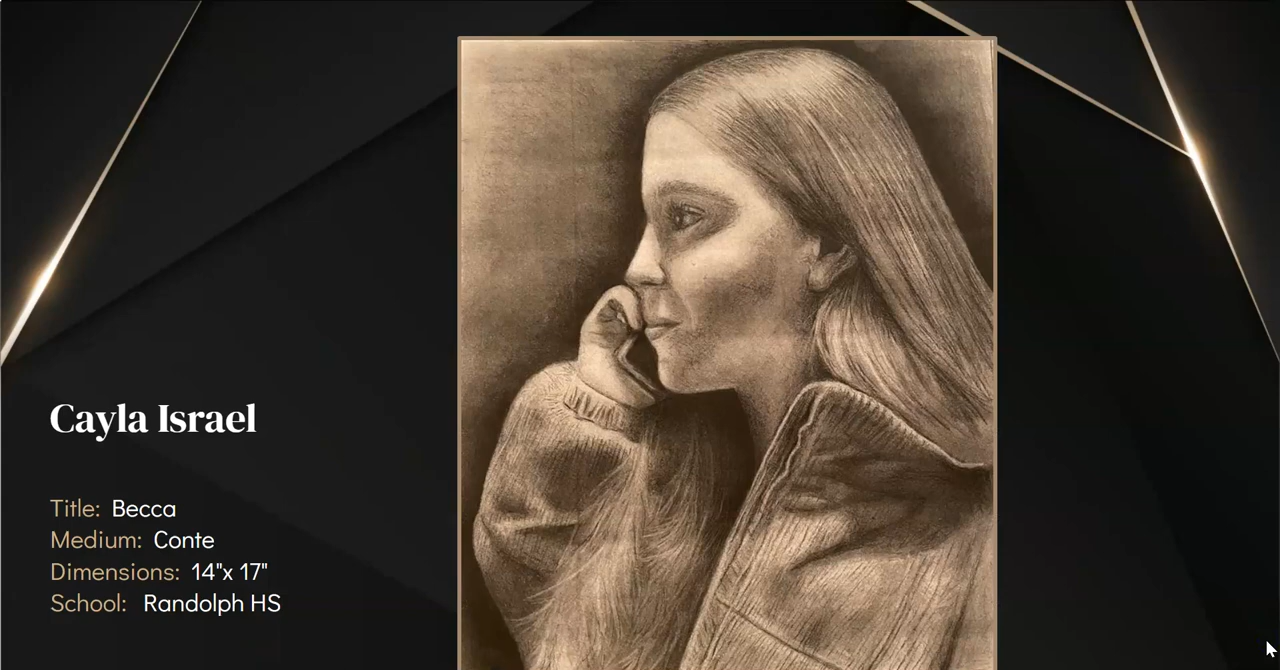 Cayla Israel
Title: Becca
Medium: Conte
Dimensions: 14"x 17"
School: Randolph HS